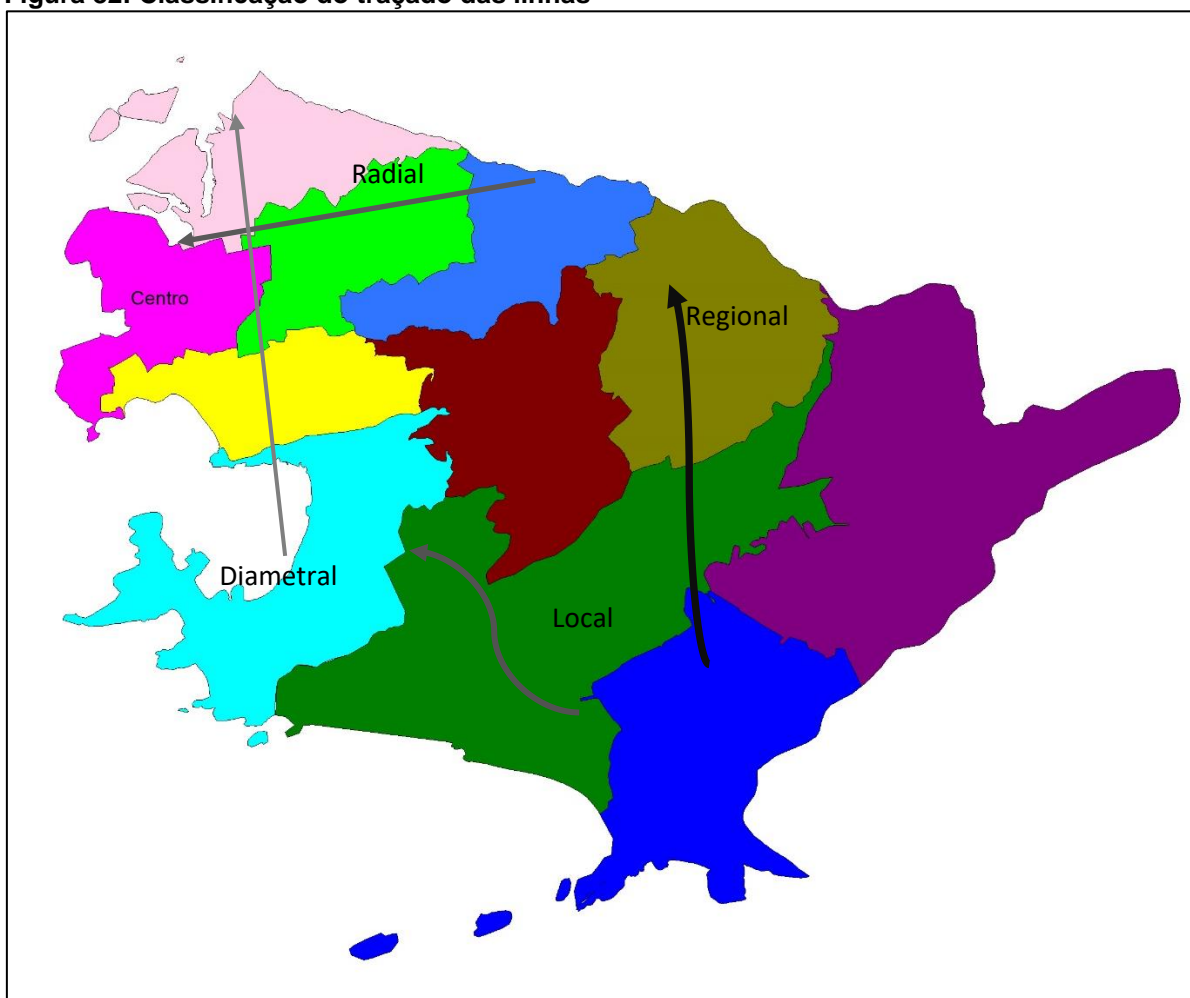 Figura 32: Classificação do traçado das linhas
Radial
Centro
Regional
Diametral
Local